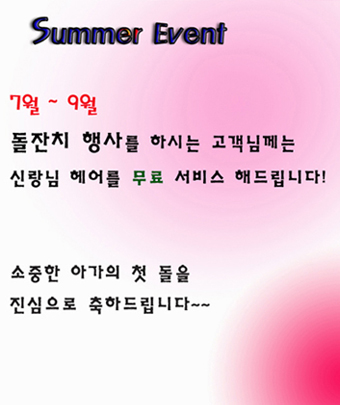 Summer Event
7월 ~ 9월
돌잔치 행사를 하시는 고객님께는
신랑님 헤어를 무료 서비스 해드립니다!
소중한 아가의 첫 돌을
진심으로 축하드립니다~~